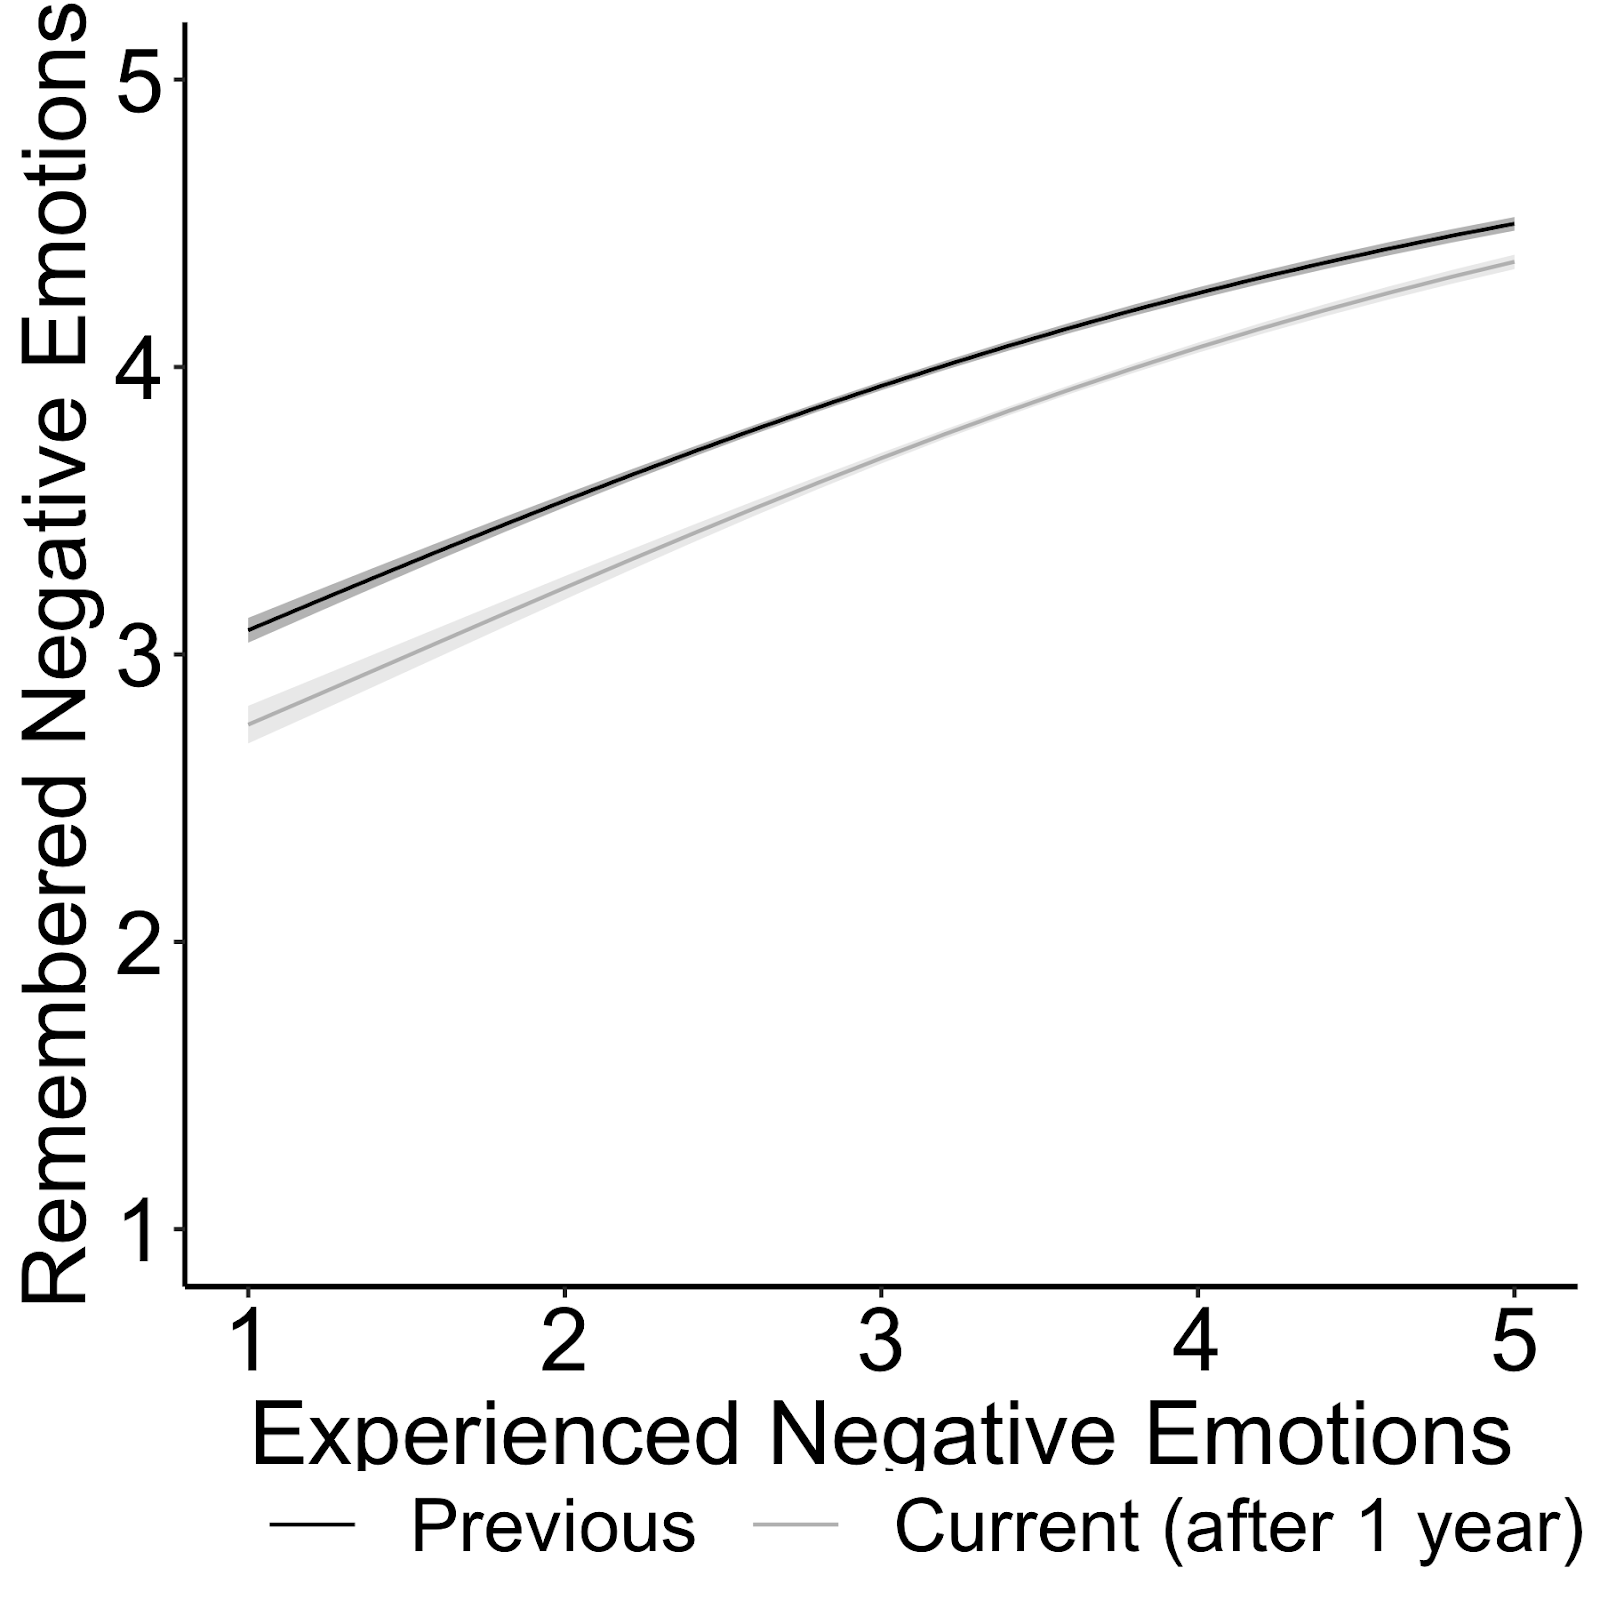 Remembered Negative Emotions
5
4
3
2
1
1 2 3 4 5
Experienced Negative Emotions
Previous Current (after 1 year)